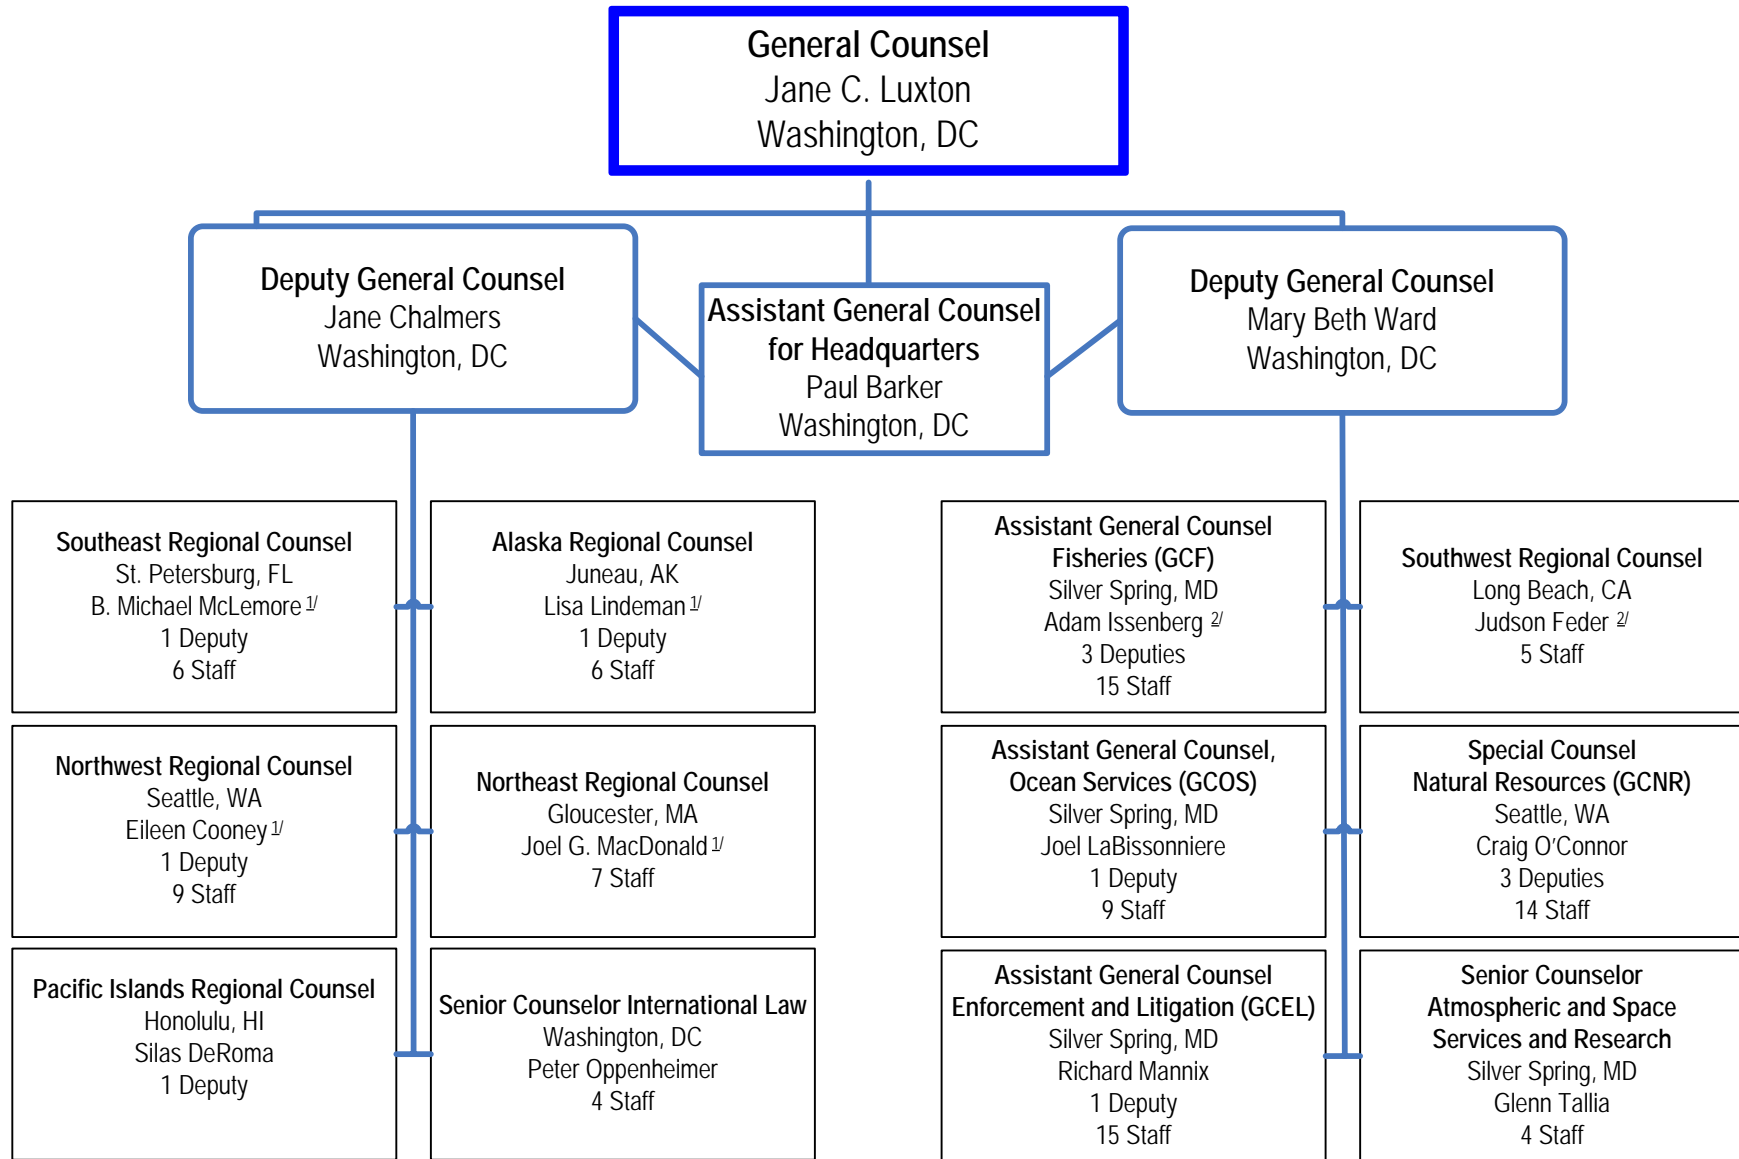 General Counsel
Jane C. Luxton
Washington, DC
Deputy General Counsel
Jane Chalmers
Washington, DC
Assistant General Counsel
for Headquarters
Paul Barker
Washington, DC
Deputy General Counsel
Mary Beth Ward
Washington, DC
Southeast Regional Counsel
St. Petersburg, FL
B. Michael McLemore 1/
1 Deputy
6 Staff
Alaska Regional Counsel
Juneau, AK
Lisa Lindeman 1/
1 Deputy
6 Staff
Northwest Regional Counsel
Seattle, WA
Eileen Cooney 1/
1 Deputy
9 Staff
Northeast Regional Counsel
Gloucester, MA
Joel G. MacDonald 1/
7 Staff
Pacific Islands Regional Counsel
Honolulu, HI
Silas DeRoma
1 Deputy
Senior Counselor International Law
Washington, DC
Peter Oppenheimer
4 Staff
Assistant General Counsel
Fisheries (GCF)
Silver Spring, MD
Adam Issenberg 2/
3 Deputies
15 Staff
Southwest Regional Counsel
Long Beach, CA
Judson Feder 2/
5 Staff
Assistant General Counsel,
Ocean Services (GCOS)
Silver Spring, MD
Joel LaBissonniere
1 Deputy
9 Staff
Special Counsel
Natural Resources (GCNR)
Seattle, WA
Craig O’Connor
3 Deputies
14 Staff
Assistant General Counsel
Enforcement and Litigation (GCEL)
Silver Spring, MD
Richard Mannix
1 Deputy
15 Staff
Senior Counselor
Atmospheric and Space
Services and Research
Silver Spring, MD
Glenn Tallia
4 Staff